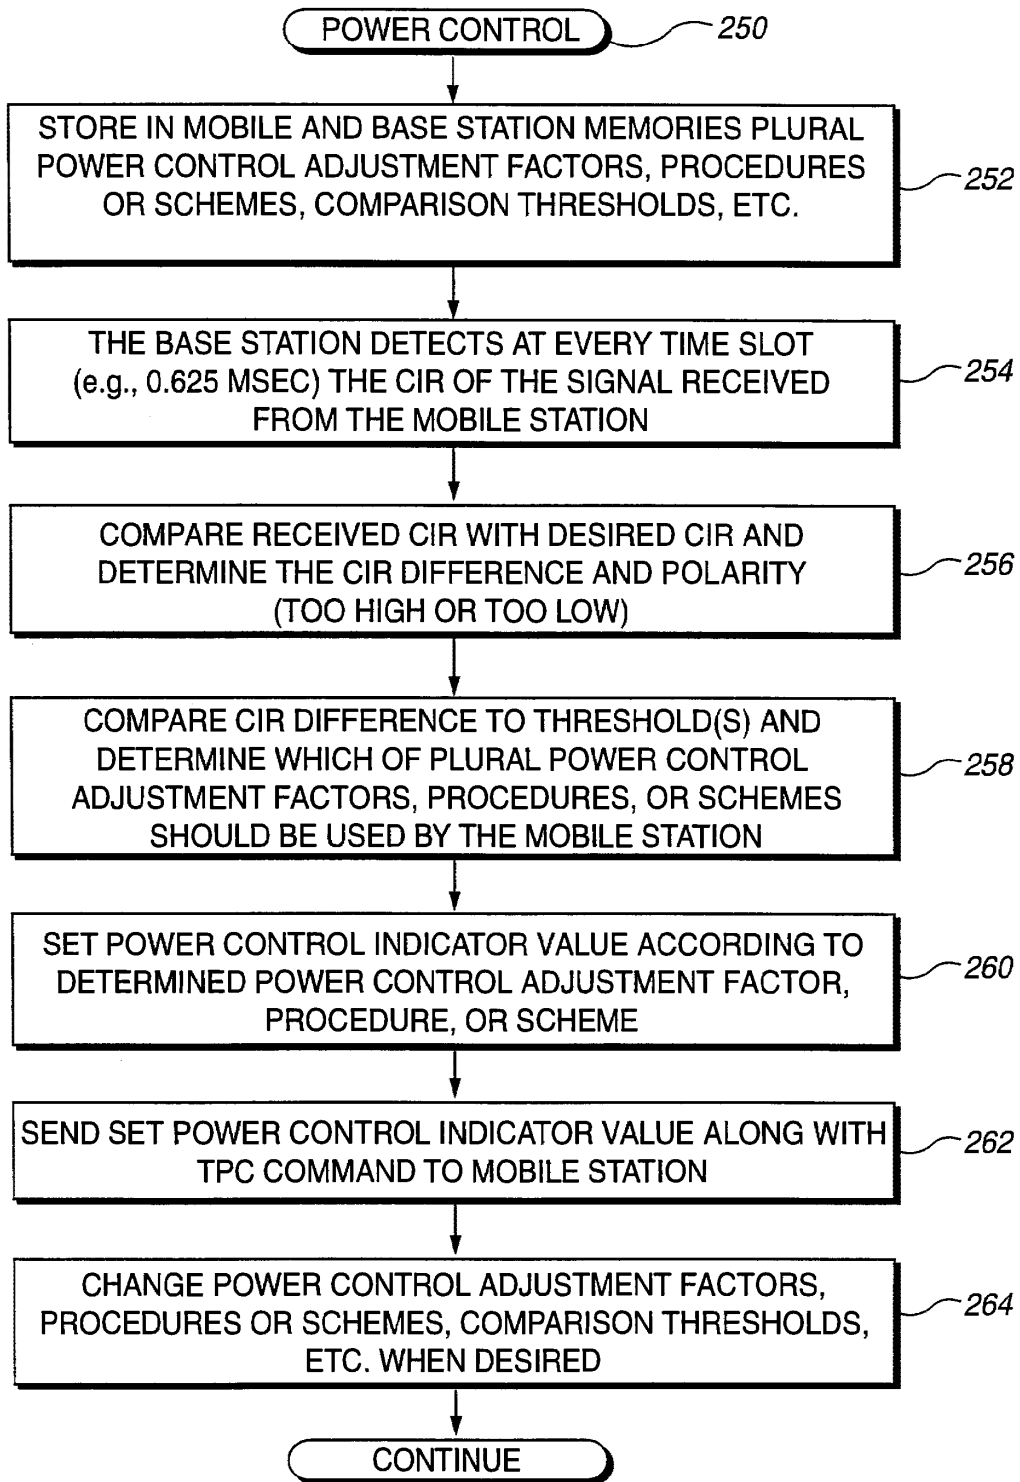 POWER CONTROL
250
STORE IN MOBILE AND BASE STATION MEMORIES PLURAL
POWER CONTROL ADJUSTMENT FACTORS, PROCEDURES
OR SCHEMES, COMPARISON THRESHOLDS, ETC.
252
THE BASE STATION DETECTS AT EVERY TIME SLOT
(e.g., 0.625 MSEC) THE CIR OF THE SIGNAL RECEIVED
FROM THE MOBILE STATION
254
COMPARE RECEIVED CIR WITH DESIRED CIR AND
DETERMINE THE CIR DIFFERENCE AND POLARITY
(TOO HIGH OR TOO LOW)
256
COMPARE CIR DIFFERENCE TO THRESHOLD(S) AND
DETERMINE WHICH OF PLURAL POWER CONTROL
ADJUSTMENT FACTORS, PROCEDURES, OR SCHEMES
SHOULD BE USED BY THE MOBILE STATION
258
SET POWER CONTROL INDICATOR VALUE ACCORDING TO
DETERMINED POWER CONTROL ADJUSTMENT FACTOR,
PROCEDURE, OR SCHEME
260
SEND SET POWER CONTROL INDICATOR VALUE ALONG WITH
TPC COMMAND TO MOBILE STATION
262
CHANGE POWER CONTROL ADJUSTMENT FACTORS,
PROCEDURES OR SCHEMES, COMPARISON THRESHOLDS,
ETC. WHEN DESIRED
264
CONTINUE